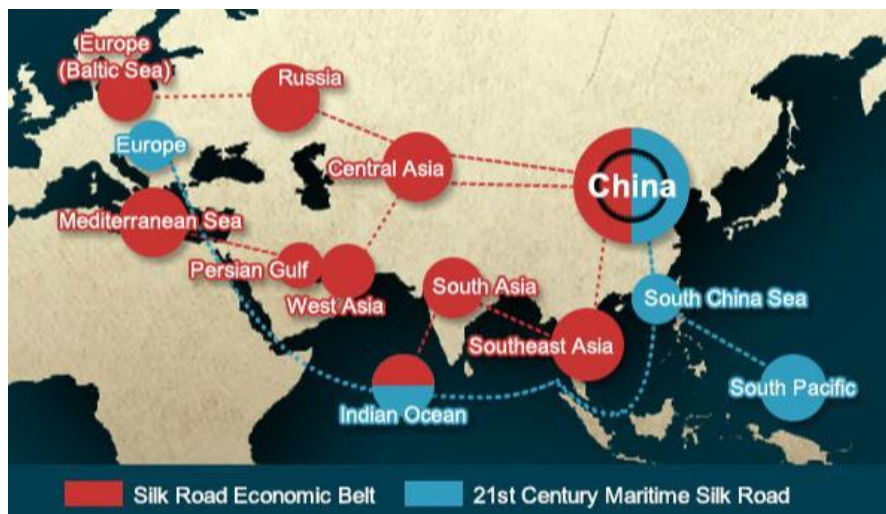 Europe
(Baltic Sea)
Russia
Europe
Central Asia
China
Mediterranean Sea
Persian Gulf
West Asia
South Asia
South China Sea
Southeast Asia
Indian Ocean
South Pacific
Silk Road Economic Belt
21st Century Maritime Silk Road